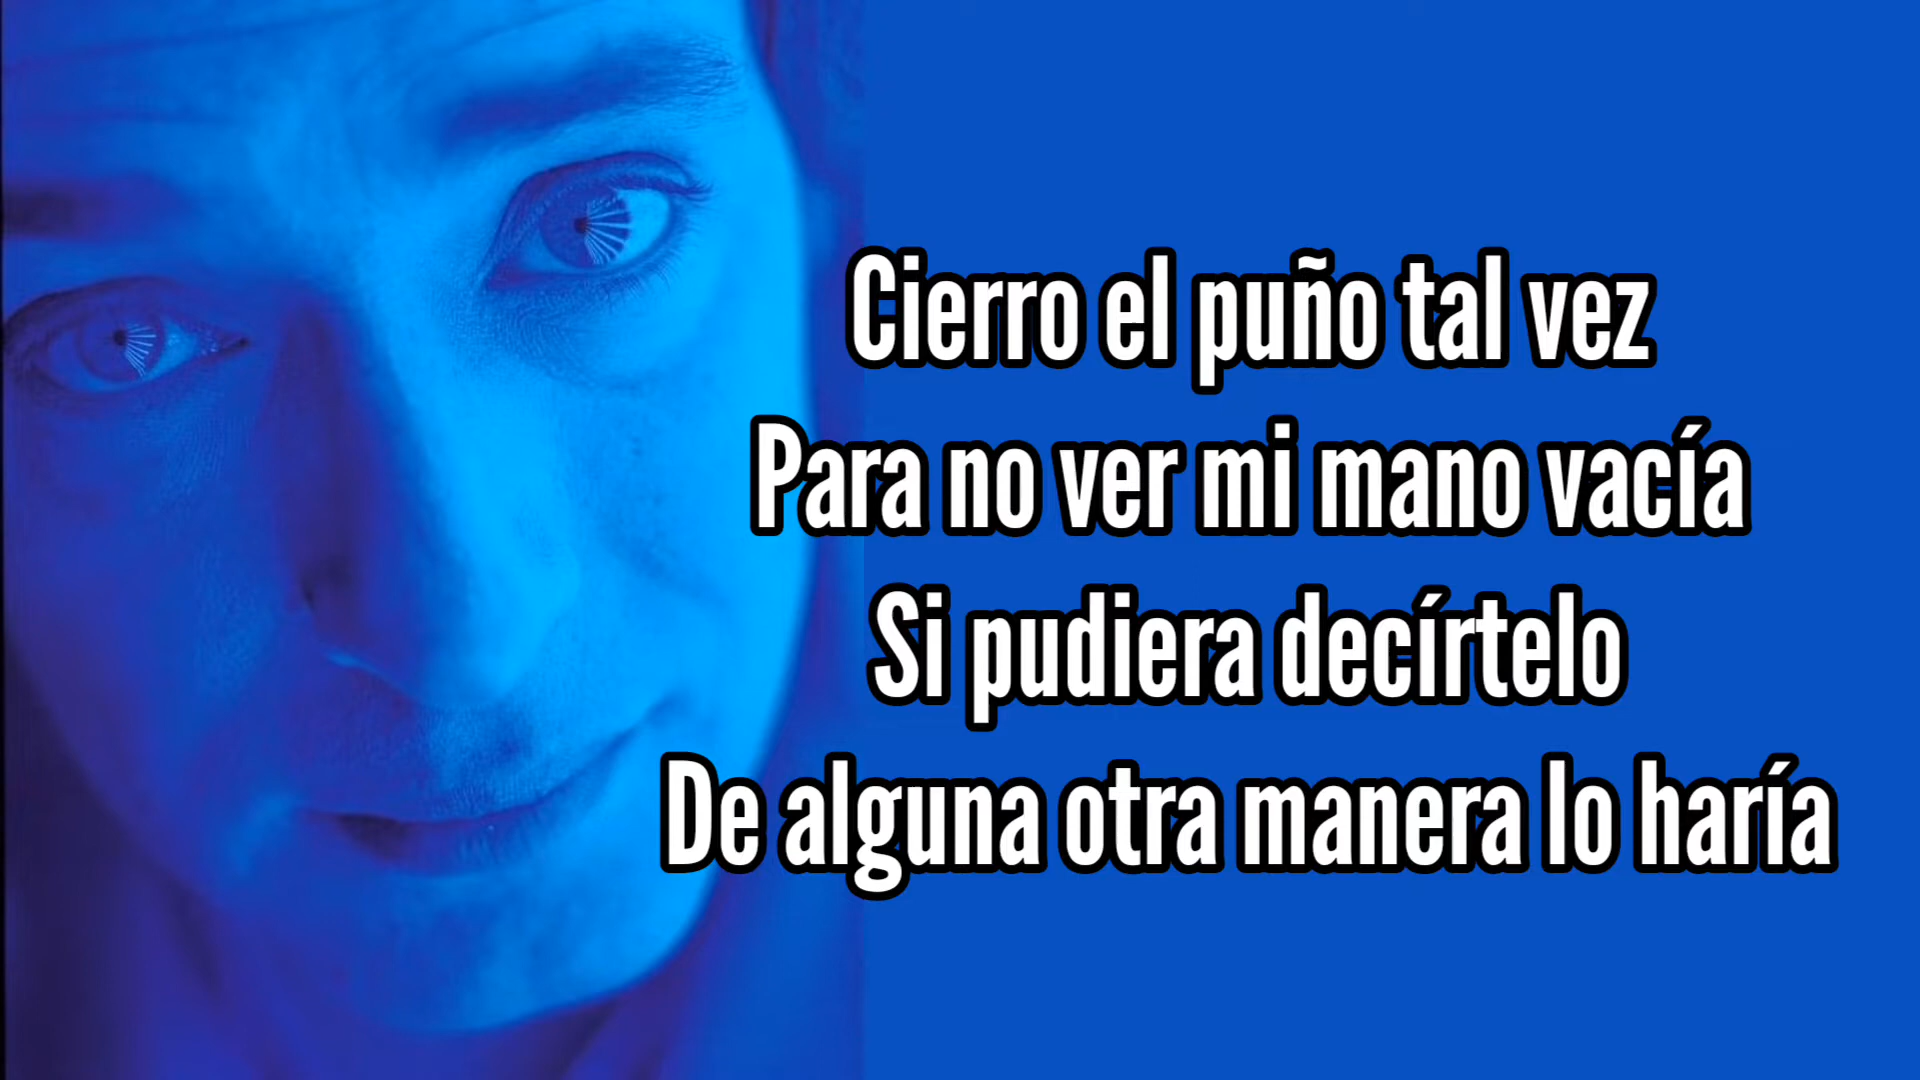 Cierro el puño tal vez
Para no ver mi mano vacía
Si pudiera decírtelo
De alguna otra manera lo haría